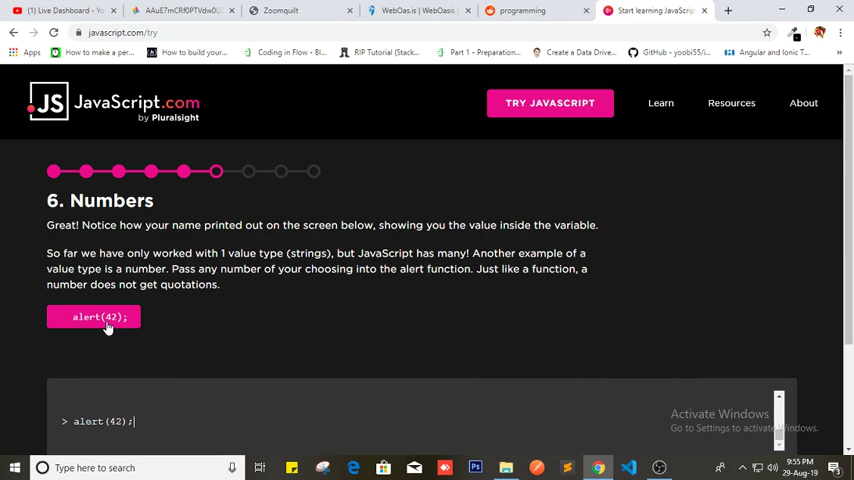 (1) Live Dashboard - Y
AAuE7mCRf0PTVdw0U
Zoomquilt
WebOas.is | WebOasis |
programming
Start learning JavaScrip
javascript.com/try
Apps
How to make a per
How to build your...
Coding in Flow - Bl...
RIP Tutorial (Stack...
Part 1 - Preparation...
Create a Data Drive...
GitHub - yoobi55/i...
Angular and Ionic T...
JS JavaScript.com
by Pluralsight
TRY JAVASCRIPT
Learn
Resources
About
6. Numbers
Great! Notice how your name printed out on the screen below, showing you the value inside the variable.
So far we have only worked with 1 value type (strings), but JavaScript has many! Another example of a
value type is a number. Pass any number of your choosing into the alert function. Just like a function, a
number does not get quotations.
alert(42);
> alert(42);
Activate Windows
Go to Settings to activate Windows.
Type here to search
9:55 PM
29-Aug-19